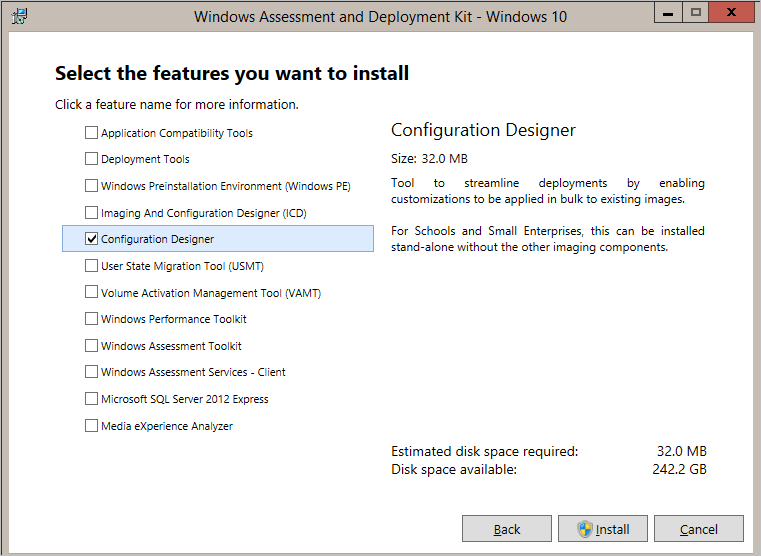 Windows Assessment and Deployment Kit - Windows 10
Select the features you want to install
Click a feature name for more information.
Application Compatibility Tools
Deployment Tools
Windows Preinstallation Environment (Windows PE)
Imaging And Configuration Designer (ICD)
Configuration Designer
User State Migration Tool (USMT)
Volume Activation Management Tool (VAMT)
Windows Performance Toolkit
Windows Assessment Toolkit
Windows Assessment Services - Client
Microsoft SQL Server 2012 Express
Media eXperience Analyzer
Configuration Designer
Size: 32.0 MB
Tool to streamline deployments by enabling
customizations to be applied in bulk to existing images.
For Schools and Small Enterprises, this can be installed
stand-alone without the other imaging components.
Estimated disk space required: 32.0 MB
Disk space available: 242.2 GB
Back
Install
Cancel